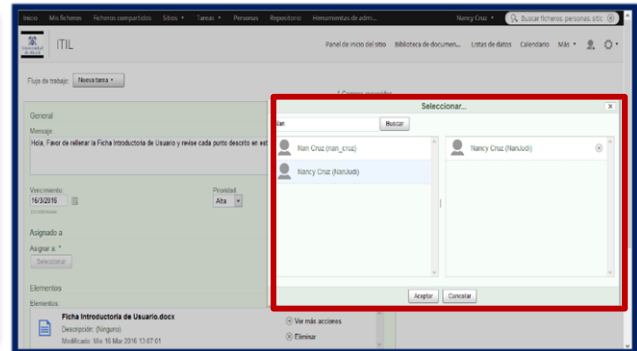 Inicio Mis ficheros Ficheros compartidos Sitios Tareas Personas Repositorio Herramientas de admi... Nancy Cruz Buscar ficheros, personas, sitic
ITIL
Panel de inicio del sitio Biblioteca de documen... Listas de datos Calendario Más
Flujo de trabajo: Nueva tarea
General
Mensaje:
Hola, Favor de rellenar la Ficha Introductoria de Usuario y revise cada punto descrito en est
Vencimiento
Prioridad
16/3/2016
Alta
Asignado a
Asignar a: *
Seleccionar
Elementos
Elementos:
Ficha Introductoria de Usuario.docx
Descripción: (Ninguno)
Modificado: Mie 16 Mar 2016 13:07:01
Ver más acciones
Eliminar
Seleccionar...
x
Nan
Buscar
Nan Cruz (nan_cruz)
Nancy Cruz (NanJudi)
Nancy Cruz (NanJudi)
Aceptar Cancelar